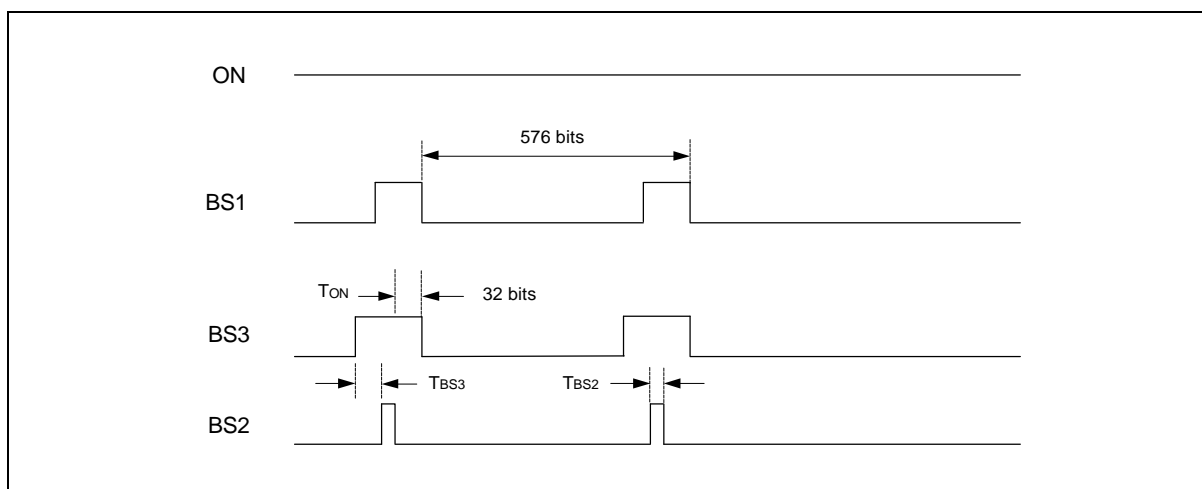 ON
576 bits
BS1
TON
32 bits
BS3
TBS3
TBS2
BS2